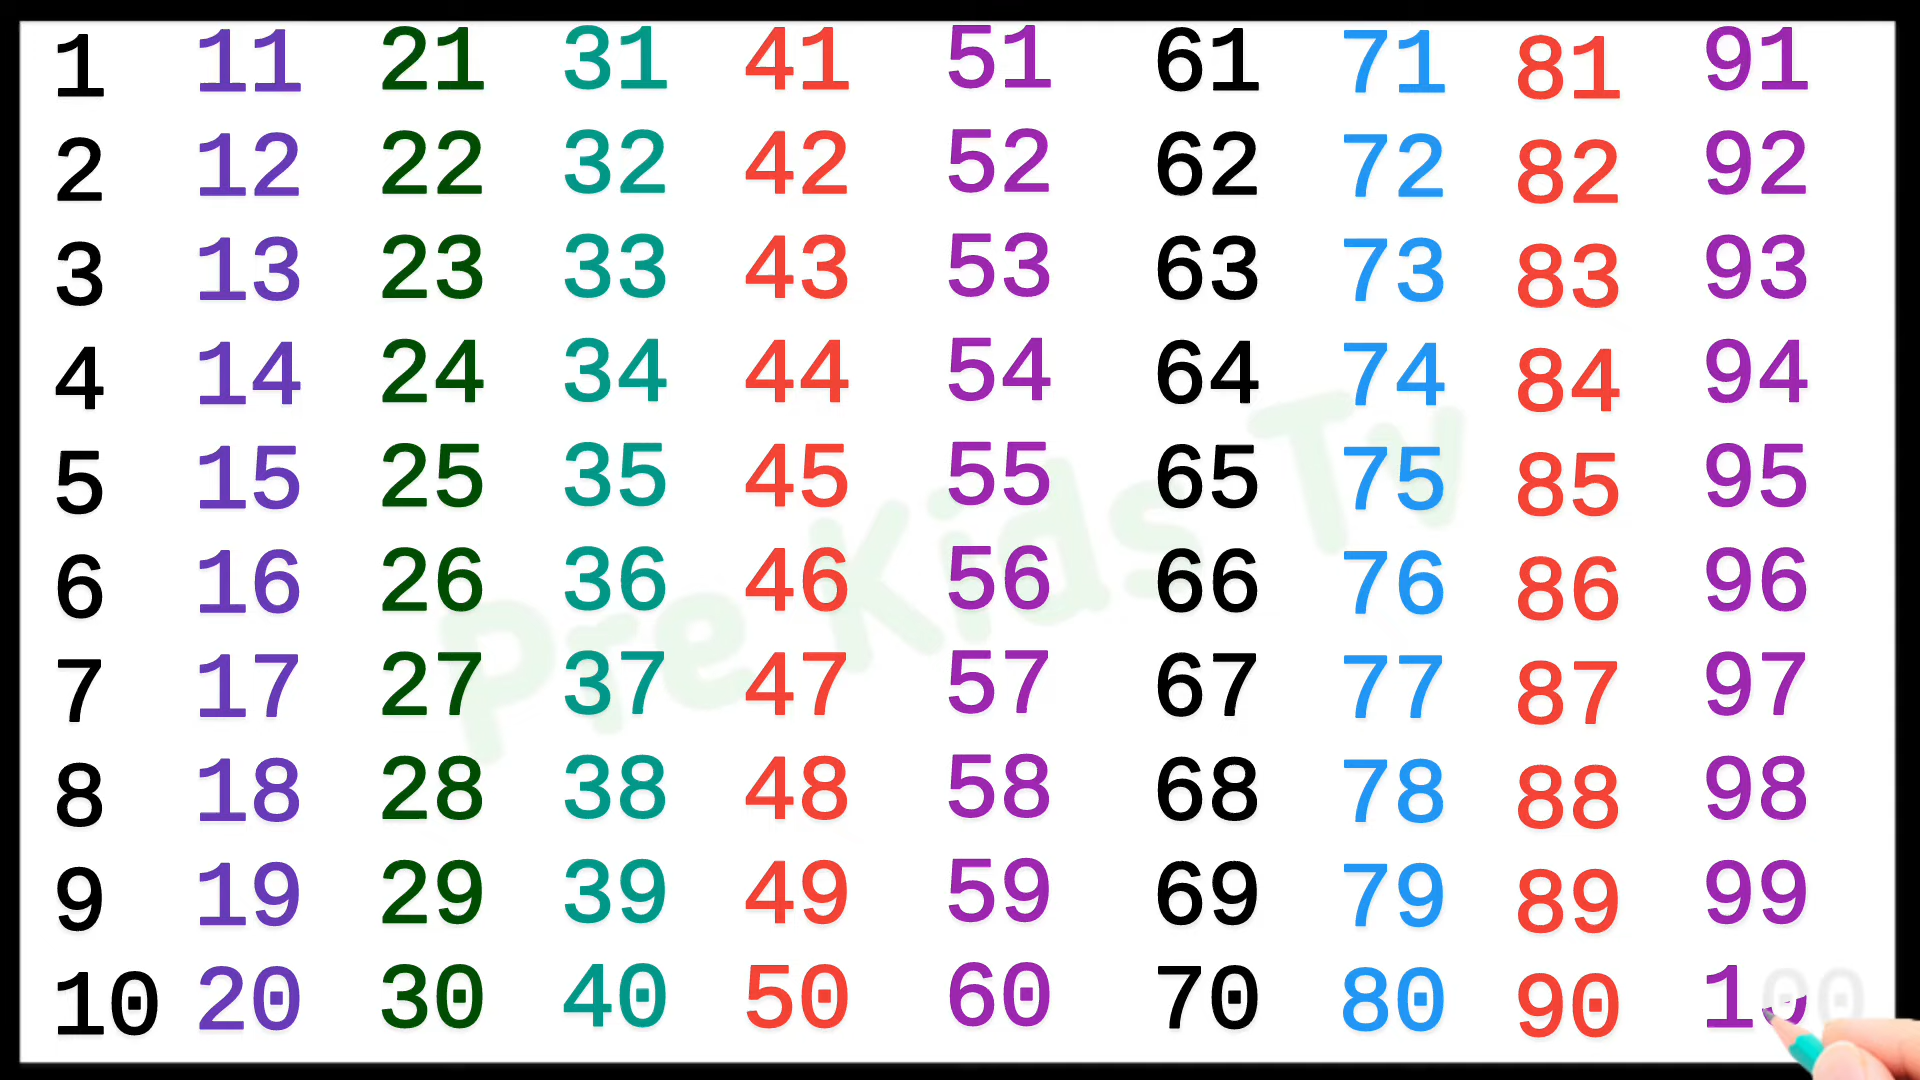 1 11 21 31 41 51 61 71 81 91
2 12 22 32 42 52 62 72 82 92
3 13 23 33 43 53 63 73 83 93
4 14 24 34 44 54 64 74 84 94
5 15 25 35 45 55 65 75 85 95
6 16 26 36 46 56 66 76 86 96
7 17 27 37 47 57 67 77 87 97
8 18 28 38 48 58 68 78 88 98
9 19 29 39 49 59 69 79 89 99
10 20 30 40 50 60 70 80 90 100
Pre Kids Tv